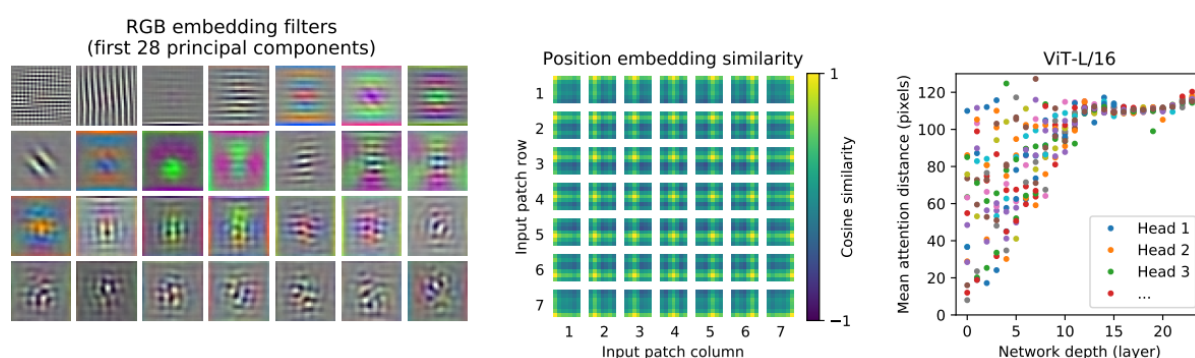 RGB embedding filters
(first 28 principal components)
Position embedding similarity
Input patch row
1
2
3
4
5
6
7
1 2 3 4 5 6 7
Input patch column
1
−1
Cosine similarity
ViT-L/16
Mean attention distance (pixels)
120
100
80
60
40
20
0
Head 1
Head 2
Head 3
...
0 5 10 15 20
Network depth (layer)